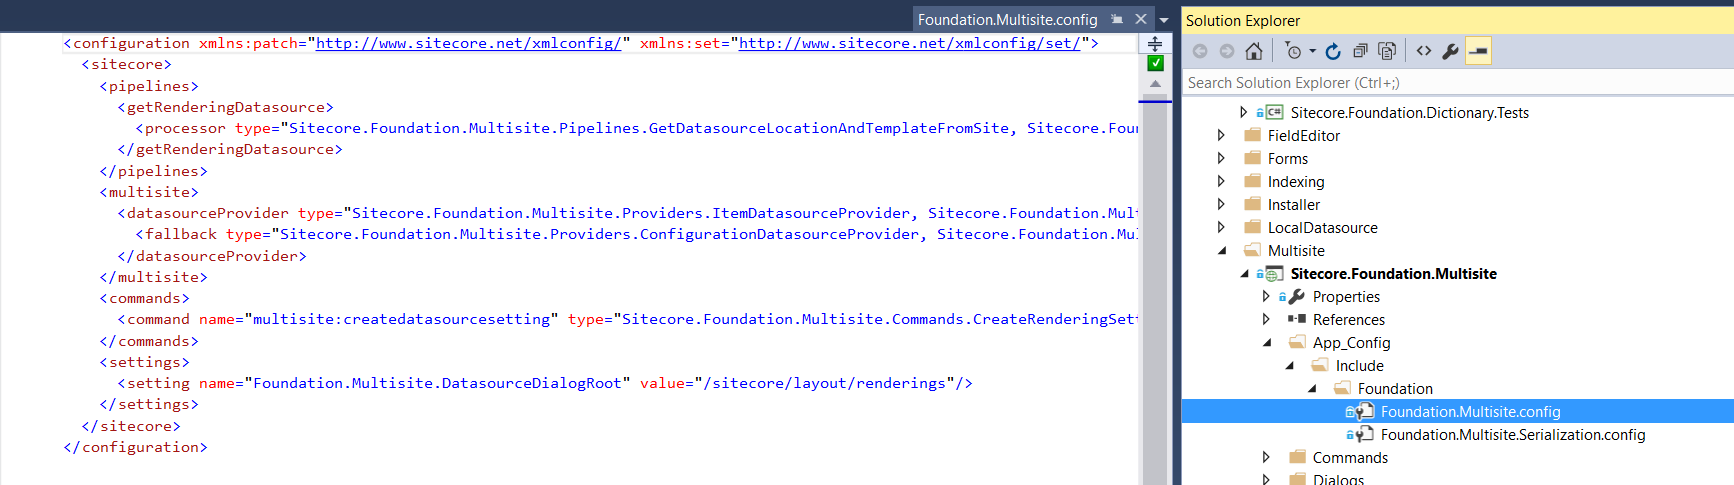 Foundation.Multisite.config
<configuration xmlns:patch="http://www.sitecore.net/xmlconfig/" xmlns:set="http://www.sitecore.net/xmlconfig/set/">
<sitecore>
<pipelines>
<getRenderingDatasource>
<processor type="Sitecore.Foundation.Multisite.Pipelines.GetDatasourceLocationAndTemplateFromSite, Sitecore.Fou
</getRenderingDatasource>
</pipelines>
<multisite>
<datasourceProvider type="Sitecore.Foundation.Multisite.Providers.ItemDatasourceProvider, Sitecore.Foundation.Mul
<fallback type="Sitecore.Foundation.Multisite.Providers.ConfigurationDatasourceProvider, Sitecore.Foundation.Mu
</datasourceProvider>
</multisite>
<commands>
<command name="multisite:createdatasourcesetting" type="Sitecore.Foundation.Multisite.Commands.CreateRenderingSet
</commands>
<settings>
<setting name="Foundation.Multisite.DatasourceDialogRoot" value="/sitecore/layout/renderings"/>
</settings>
</sitecore>
</configuration>
Solution Explorer
Search Solution Explorer (Ctrl+;)
C# Sitecore.Foundation.Dictionary.Tests
FieldEditor
Forms
Indexing
Installer
LocalDatasource
Multisite
Sitecore.Foundation.Multisite
Properties
References
App_Config
Include
Foundation
Foundation.Multisite.config
Foundation.Multisite.Serialization.config
Commands
Dialogs